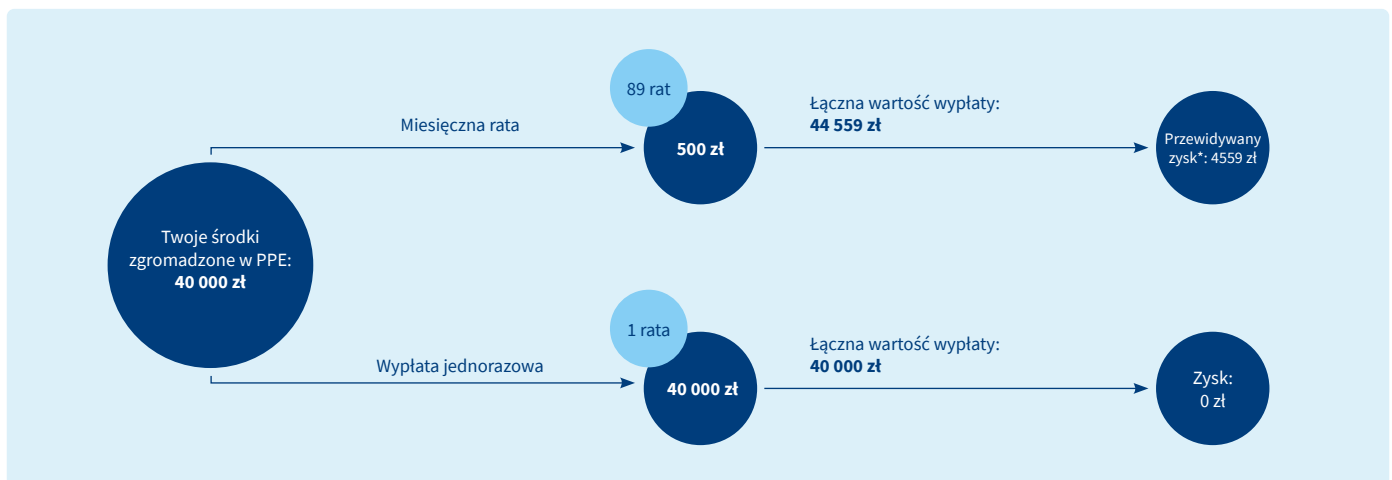 89 rat
Miesięczna rata
500 zł
Łączna wartość wypłaty:
44 559 zł
Przewidywany
zysk*: 4559 zł
Twoje środki
zgromadzone w PPE:
40 000 zł
1 rata
Wypłata jednorazowa
40 000 zł
Łączna wartość wypłaty:
40 000 zł
Zysk:
0 zł